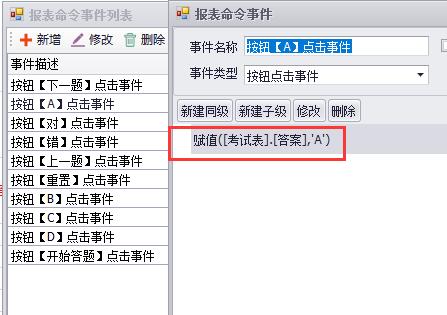 报表命令事件列表
新增 修改 删除
事件描述
按钮【下一题】点击事件
按钮【A】点击事件
按钮【对】点击事件
按钮【错】点击事件
按钮【上一题】点击事件
按钮【重置】点击事件
按钮【B】点击事件
按钮【C】点击事件
按钮【D】点击事件
按钮【开始答题】点击事件
报表命令事件
事件名称 按钮【A】点击事件
事件类型 按钮点击事件
新建同级 新建子级 修改 删除
赋值([考试表].[答案],'A')